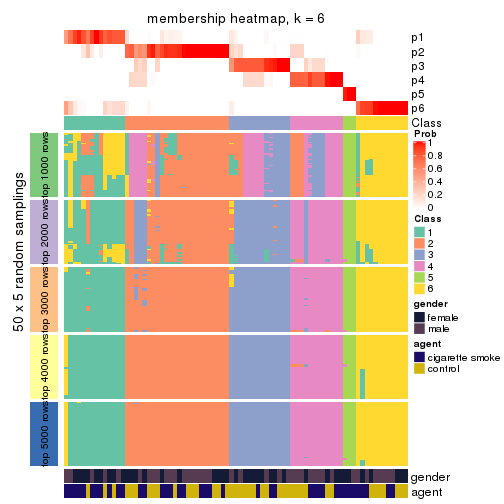 membership heatmap, k = 6
p1
p2
p3
p4
p5
p6
Class
Prob
1
0.8
0.6
0.4
0.2
0
Class
1
2
3
4
5
6
gender
female
male
agent
cigarette smoke
control
50 x 5 random samplings
top 1000 rows
top 2000 rows
top 3000 rows
top 4000 rows
top 5000 rows
gender
agent